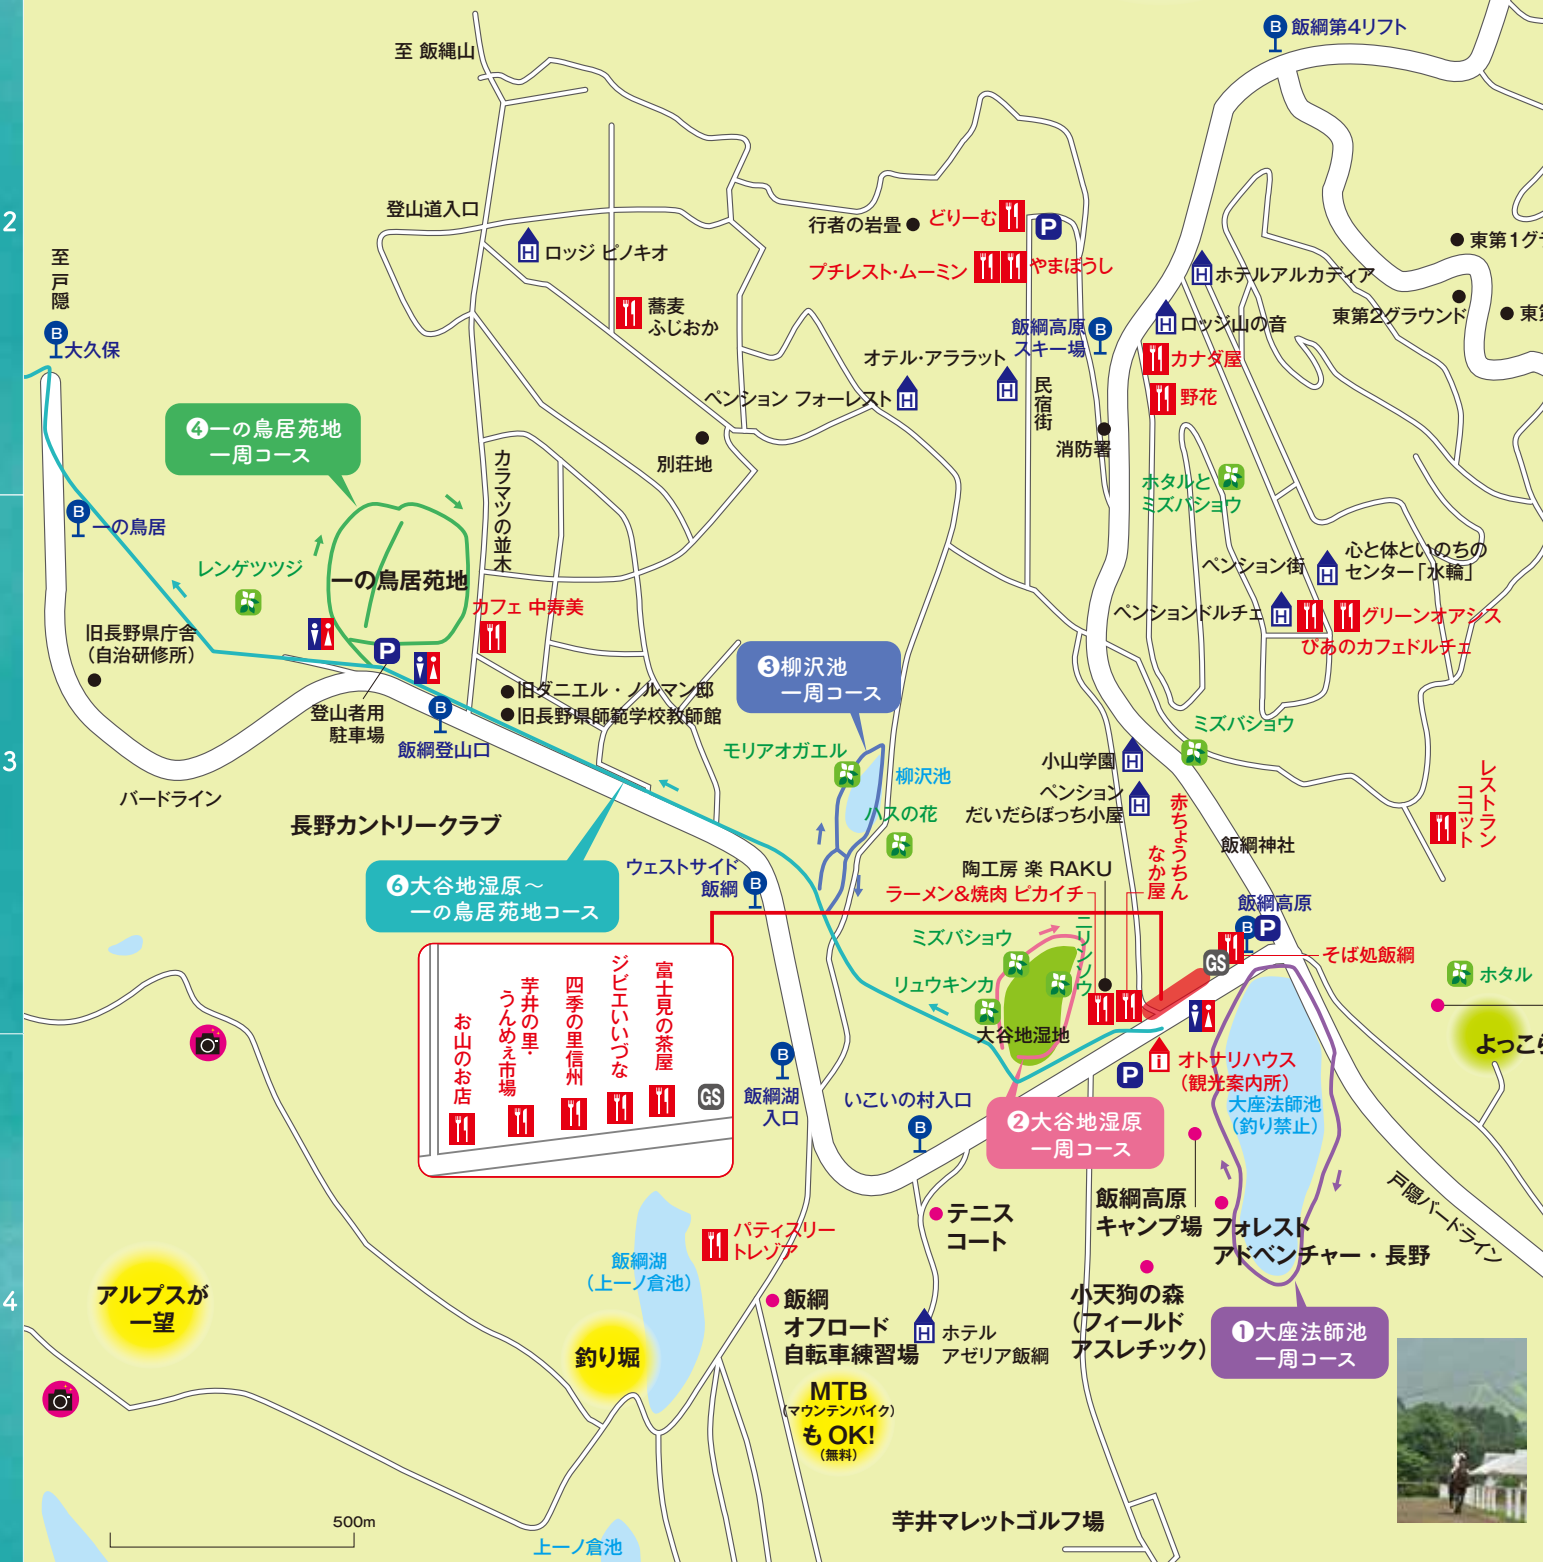 B 飯綱第4リフト
至 飯縄山
2
登山道入口
行者の岩畳
どりーむ
P
プチレスト・ムーミン
やまぼうし
H ロッジ ピノキオ
至 戸隠
B
大久保
蕎麦
ふじおか
飯綱高原
スキー場
B
H ホテルアルカディア
H ロッジ山の音
カナダ屋
野花
東第1グラ
東第2グラウンド
東第
オテル・アララット
H
ペンション フォーレスト H
民宿街
消防署
別荘地
❹一の鳥居苑地
一周コース
カラマツの並木
B 一の鳥居
レンゲツツジ
一の鳥居苑地
カフェ 中寿美
ホタルと
ミズバショウ
ペンション街
H
心と体といのちの
センター「水輪」
ペンションドルチェ H
グリーンオアシス
ぴあのカフェドルチェ
旧長野県庁舎
(自治研修所)
P
登山者用
駐車場
B
飯綱登山口
旧ダニエル・ノルマン邸
旧長野県師範学校教師館
❸柳沢池
一周コース
モリアオガエル
柳沢池
ハスの花
ミズバショウ
3
小山学園 H
ペンション
だいだらぼっち小屋 H
赤ちょうちん
なか屋
レストラン
ココット
バードライン
長野カントリークラブ
❻大谷地湿原～
一の鳥居苑地コース
ウェストサイド
飯綱
B
陶工房 楽 RAKU
ラーメン&焼肉 ピカイチ
飯綱神社
飯綱高原
B P
GS
そば処飯綱
ミズバショウ
ニリンソウ
リュウキンカ
大谷地湿地
ホタル
よっこら
富士見の茶屋
ジビエいいづな
四季の里信州
芋井の里・
うんめぇ市場
お山のお店
GS
B
飯綱湖
入口
いこいの村入口
B
P
i オトナリハウス
(観光案内所)
大座法師池
(釣り禁止)
❷大谷地湿原
一周コース
飯綱高原
キャンプ場
フォレスト
アドベンチャー・長野
戸隠バードライン
テニス
コート
パティスリー
トレゾア
飯綱湖
(上一ノ倉池)
4
アルプスが
一望
釣り堀
飯綱
オフロード
自転車練習場
H ホテル
アゼリア飯綱
小天狗の森
(フィールド
アスレチック)
❶大座法師池
一周コース
MTB
(マウンテンバイク)
もOK!
(無料)
芋井マレットゴルフ場
500m
上一ノ倉池